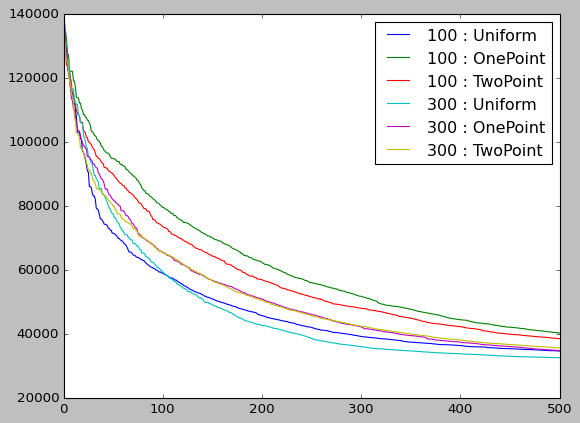 140000
120000
100000
80000
60000
40000
20000
100 : Uniform
100 : OnePoint
100 : TwoPoint
300 : Uniform
300 : OnePoint
300 : TwoPoint
0 100 200 300 400 500